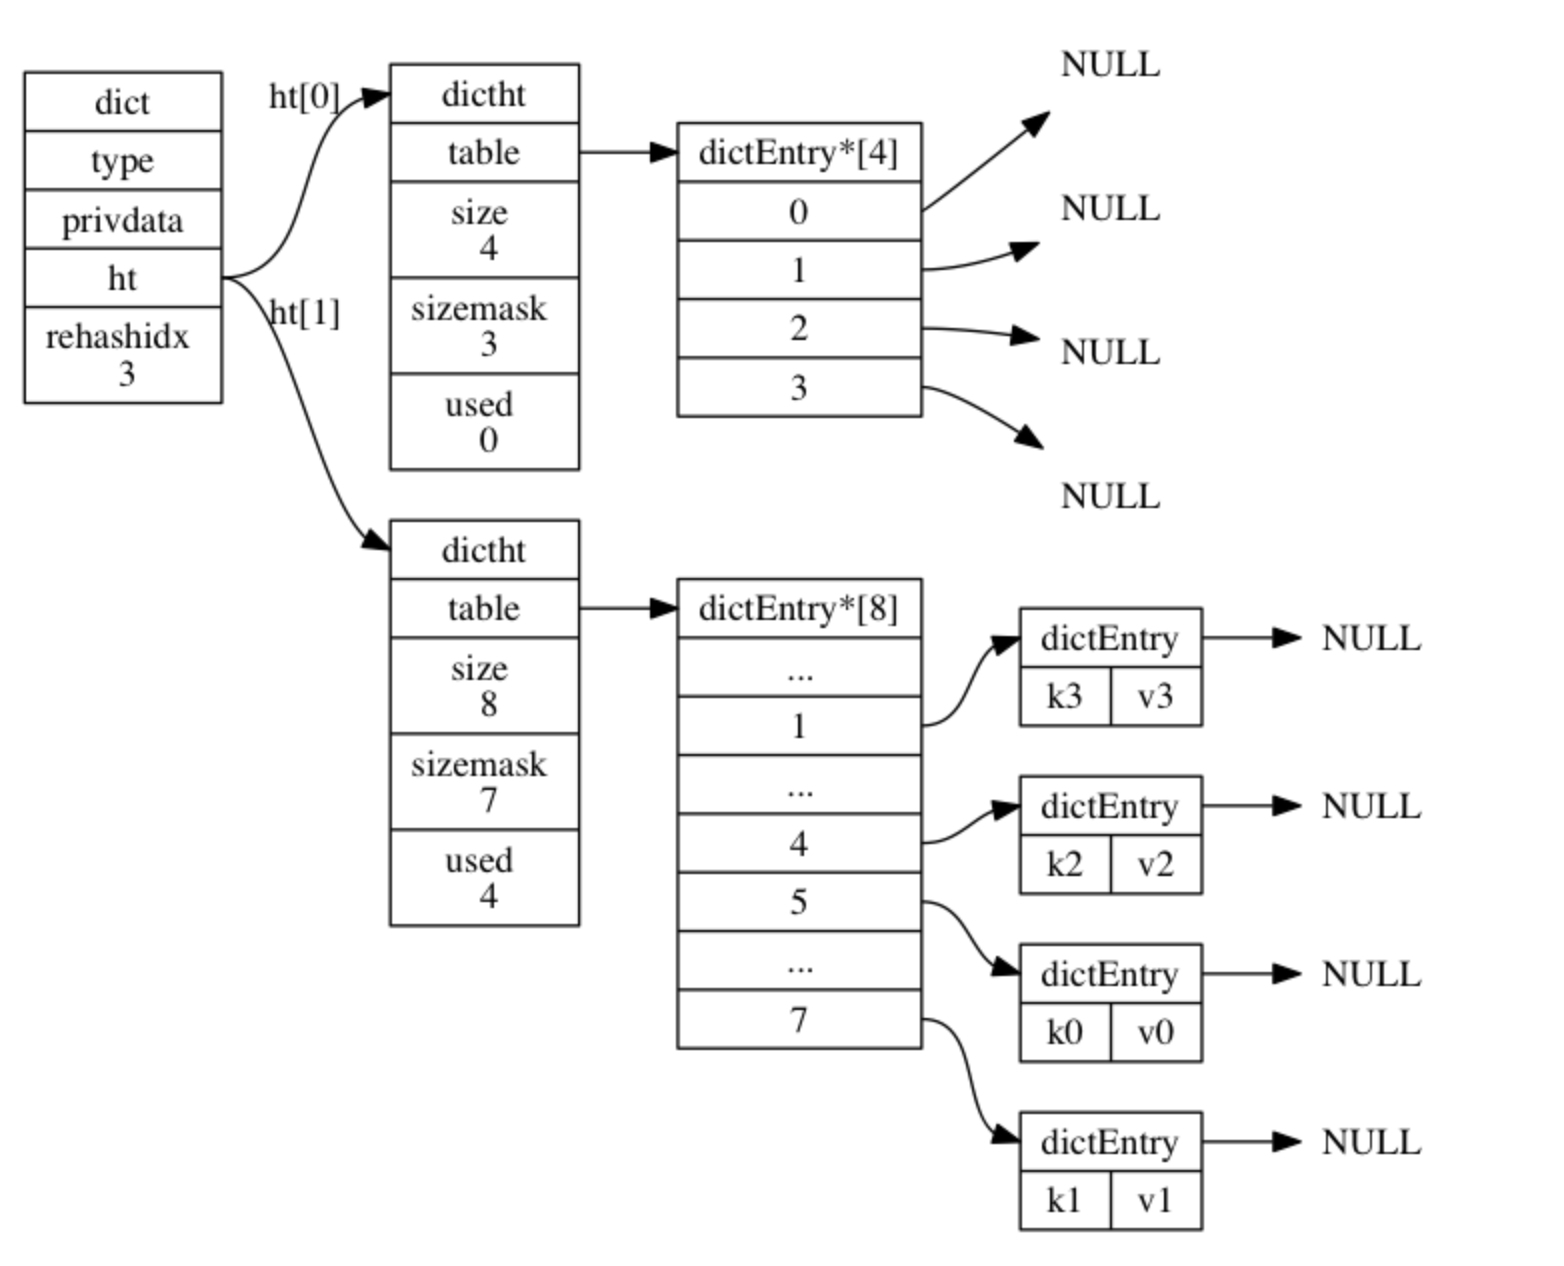 dict
type
privdata
ht
rehashidx
3
ht[0]
ht[1]
dictht
table
size
4
sizemask
3
used
0
dictEntry*[4]
0
1
2
3
NULL
NULL
NULL
NULL
dictht
table
size
8
sizemask
7
used
4
dictEntry*[8]
...
1
...
4
5
...
7
dictEntry
k3 v3
NULL
dictEntry
k2 v2
NULL
dictEntry
k0 v0
NULL
dictEntry
k1 v1
NULL